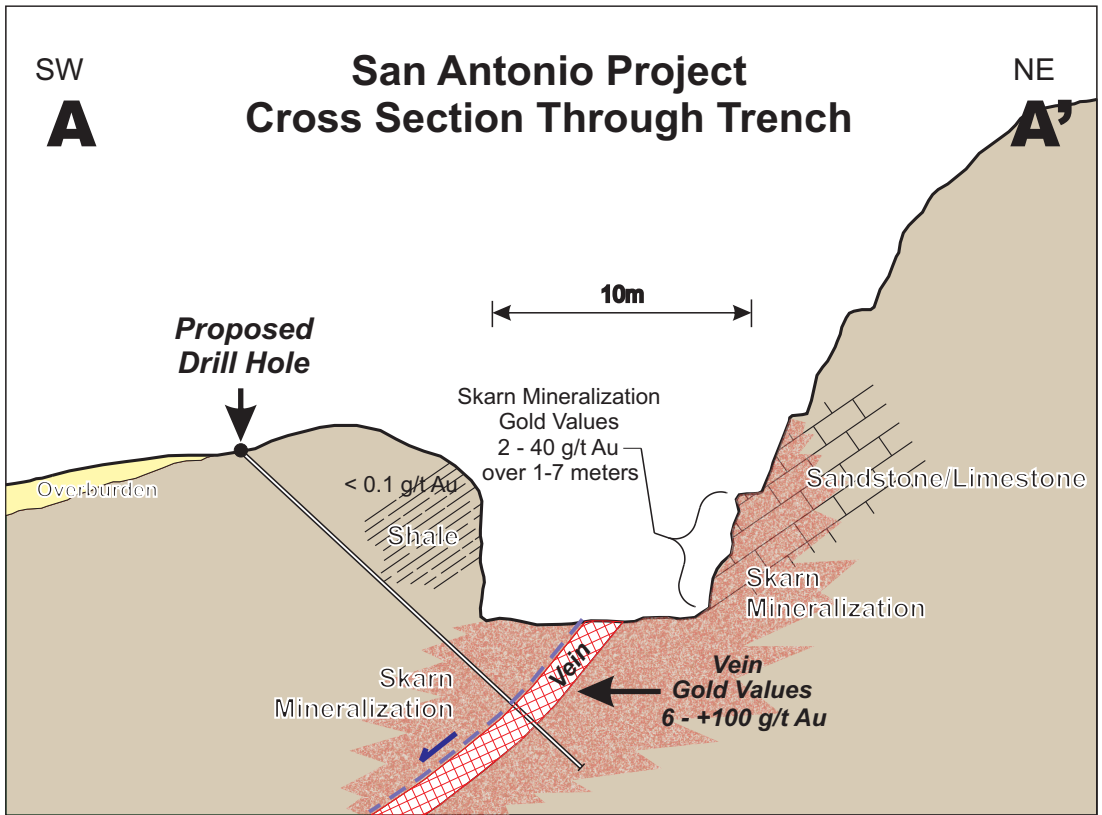 San Antonio Project
Cross Section Through Trench
SW
A
NE
A’
10m
Proposed
Drill Hole
Skarn Mineralization
Gold Values
2 - 40 g/t Au
over 1-7 meters
Overburden
< 0.1 g/t Au
Shale
Sandstone/Limestone
Skarn
Mineralization
Skarn
Mineralization
Vein
Vein
Gold Values
6 - +100 g/t Au